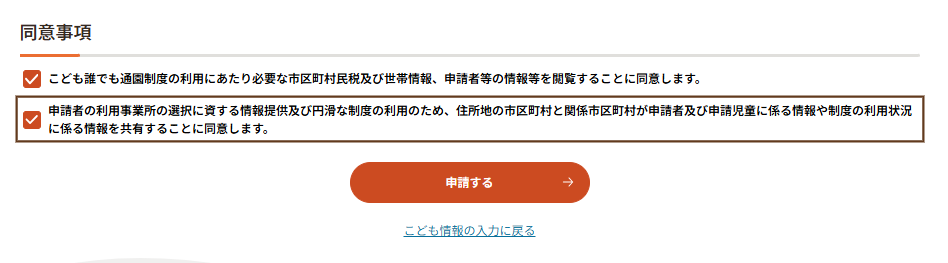 同意事項
こども誰でも通園制度の利用にあたり必要な市区町村民税及び世帯情報、申請者等の情報等を閲覧することに同意します。
申請者の利用事業所の選択に資する情報提供及び円滑な制度の利用のため、住所地の市区町村と関係市区町村が申請者及び申請児童に係る情報や制度の利用状況
に係る情報を共有することに同意します。
申請する
こども情報の入力に戻る